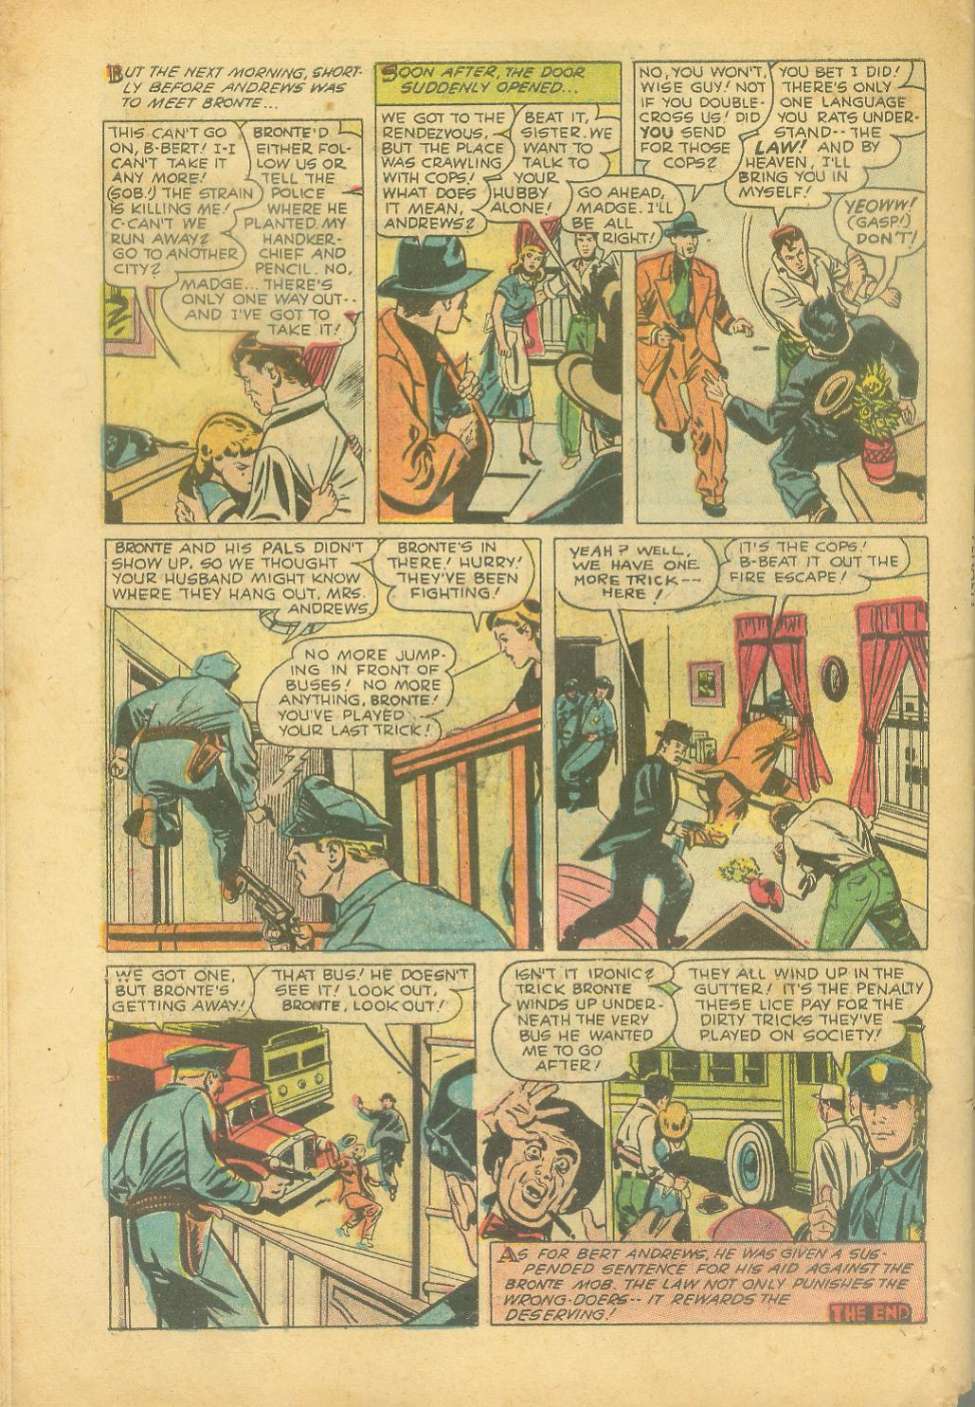 BUT THE NEXT MORNING, SHORT-
LY BEFORE ANDREWS WAS
TO MEET BRONTE...
THIS CAN'T GO
ON, B-BERT! I-I
CAN'T TAKE IT
ANY MORE!
(SOB!) THE STRAIN
IS KILLING ME!
C-CAN'T WE
RUN AWAY?
GO TO ANOTHER
CITY?
BRONTE'D
EITHER FOL-
LOW US OR
TELL THE
POLICE
WHERE HE
PLANTED MY
HANDKER-
CHIEF AND
PENCIL. NO,
MADGE... THERE'S
ONLY ONE WAY OUT--
AND I'VE GOT TO
TAKE IT!
SOON AFTER, THE DOOR
SUDDENLY OPENED...
WE GOT TO THE
RENDEZVOUS,
BUT THE PLACE
WAS CRAWLING
WITH COPS!
WHAT DOES
IT MEAN,
ANDREWS?
BEAT IT,
SISTER. WE
WANT TO
TALK TO
YOUR
HUBBY
ALONE!
GO AHEAD,
MADGE. I'LL
BE ALL
RIGHT!
NO, YOU WON'T,
WISE GUY! NOT
IF YOU DOUBLE-
CROSS US! DID
YOU SEND
FOR THOSE
COPS?
YOU BET I DID!
THERE'S ONLY
ONE LANGUAGE
YOU RATS UNDER-
STAND-- THE
LAW! AND BY
HEAVEN, I'LL
BRING YOU IN
MYSELF!
YEOWW!
(GASP!)
DON'T!
BRONTE AND HIS PALS DIDN'T
SHOW UP. SO WE THOUGHT
YOUR HUSBAND MIGHT KNOW
WHERE THEY HANG OUT, MRS.
ANDREWS.
BRONTE'S IN
THERE! HURRY!
THEY'VE BEEN
FIGHTING!
NO MORE JUMP-
ING IN FRONT OF
BUSES! NO MORE
ANYTHING, BRONTE!
YOU'VE PLAYED
YOUR LAST TRICK!
YEAH? WELL,
WE HAVE ONE
MORE TRICK--
HERE!
IT'S THE COPS!
B-BEAT IT OUT THE
FIRE ESCAPE!
WE GOT ONE,
BUT BRONTE'S
GETTING AWAY!
THAT BUS! HE DOESN'T
SEE IT! LOOK OUT,
BRONTE, LOOK OUT!
ISN'T IT IRONIC?
TRICK BRONTE
WINDS UP UNDER-
NEATH THE VERY
BUS HE WANTED
ME TO GO
AFTER!
THEY ALL WIND UP IN THE
GUTTER! IT'S THE PENALTY
THESE LICE PAY FOR THE
DIRTY TRICKS THEY'VE
PLAYED ON SOCIETY!
AS FOR BERT ANDREWS, HE WAS GIVEN A SUS-
PENDED SENTENCE FOR HIS AID AGAINST THE
BRONTE MOB. THE LAW NOT ONLY PUNISHES THE
WRONG-DOERS-- IT REWARDS THE
DESERVING!
THE END